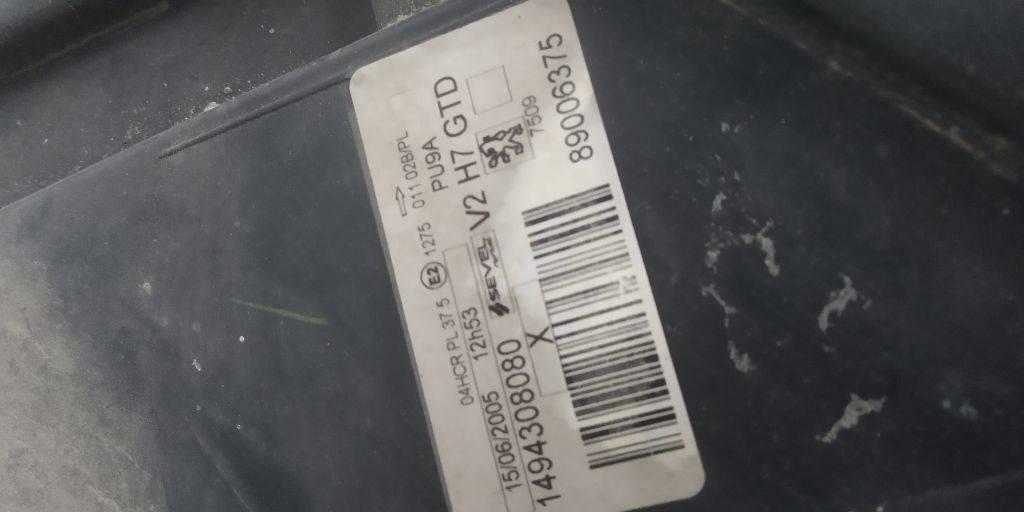 04HCR PL 37 5 E2 1275 011 02B/PL
15/06/2005 12h53 PU9A
1494308080 SEVEL V2 H7 GTD
X
7509
89006375